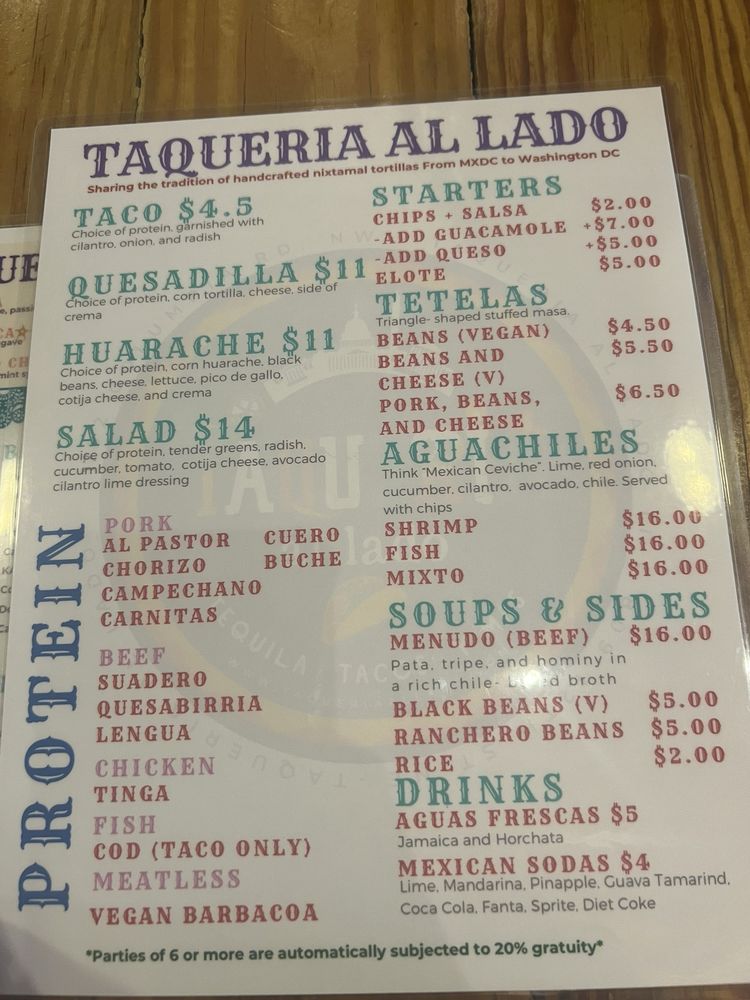 TAQUERIA AL LADO
Sharing the tradition of handcrafted nixtamal tortillas From MXDC to Washington DC
TACO $4.5
Choice of protein, garnished with
cilantro, onion, and radish
QUESADILLA $11
Choice of protein, corn tortilla, cheese, side of
crema
HUARACHE $11
Choice of protein, corn huarache, black
beans, cheese, lettuce, pico de gallo,
cotija cheese, and crema
SALAD $14
Choice of protein, tender greens, radish,
cucumber, tomato, cotija cheese, avocado
cilantro lime dressing
PROTEIN
PORK
AL PASTOR CUERO
CHORIZO BUCHE
CAMPECHANO
CARNITAS
BEEF
SUADERO
QUESABIRRIA
LENGUA
CHICKEN
TINGA
FISH
COD (TACO ONLY)
MEATLESS
VEGAN BARBACOA
STARTERS
CHIPS + SALSA $2.00
-ADD GUACAMOLE +$7.00
-ADD QUESO +$5.00
ELOTE $5.00
TETELAS
Triangle- shaped stuffed masa.
BEANS (VEGAN) $4.50
BEANS AND $5.50
CHEESE (V)
PORK, BEANS, $6.50
AND CHEESE
AGUACHILES
Think "Mexican Ceviche". Lime, red onion,
cucumber, cilantro, avocado, chile. Served
with chips
SHRIMP $16.00
FISH $16.00
MIXTO $16.00
SOUPS & SIDES
MENUDO (BEEF) $16.00
Pata, tripe, and hominy in
a rich chile- broth
BLACK BEANS (V) $5.00
RANCHERO BEANS $5.00
RICE $2.00
DRINKS
AGUAS FRESCAS $5
Jamaica and Horchata
MEXICAN SODAS $4
Lime, Mandarina, Pinapple, Guava Tamarind,
Coca Cola, Fanta, Sprite, Diet Coke
*Parties of 6 or more are automatically subjected to 20% gratuity*